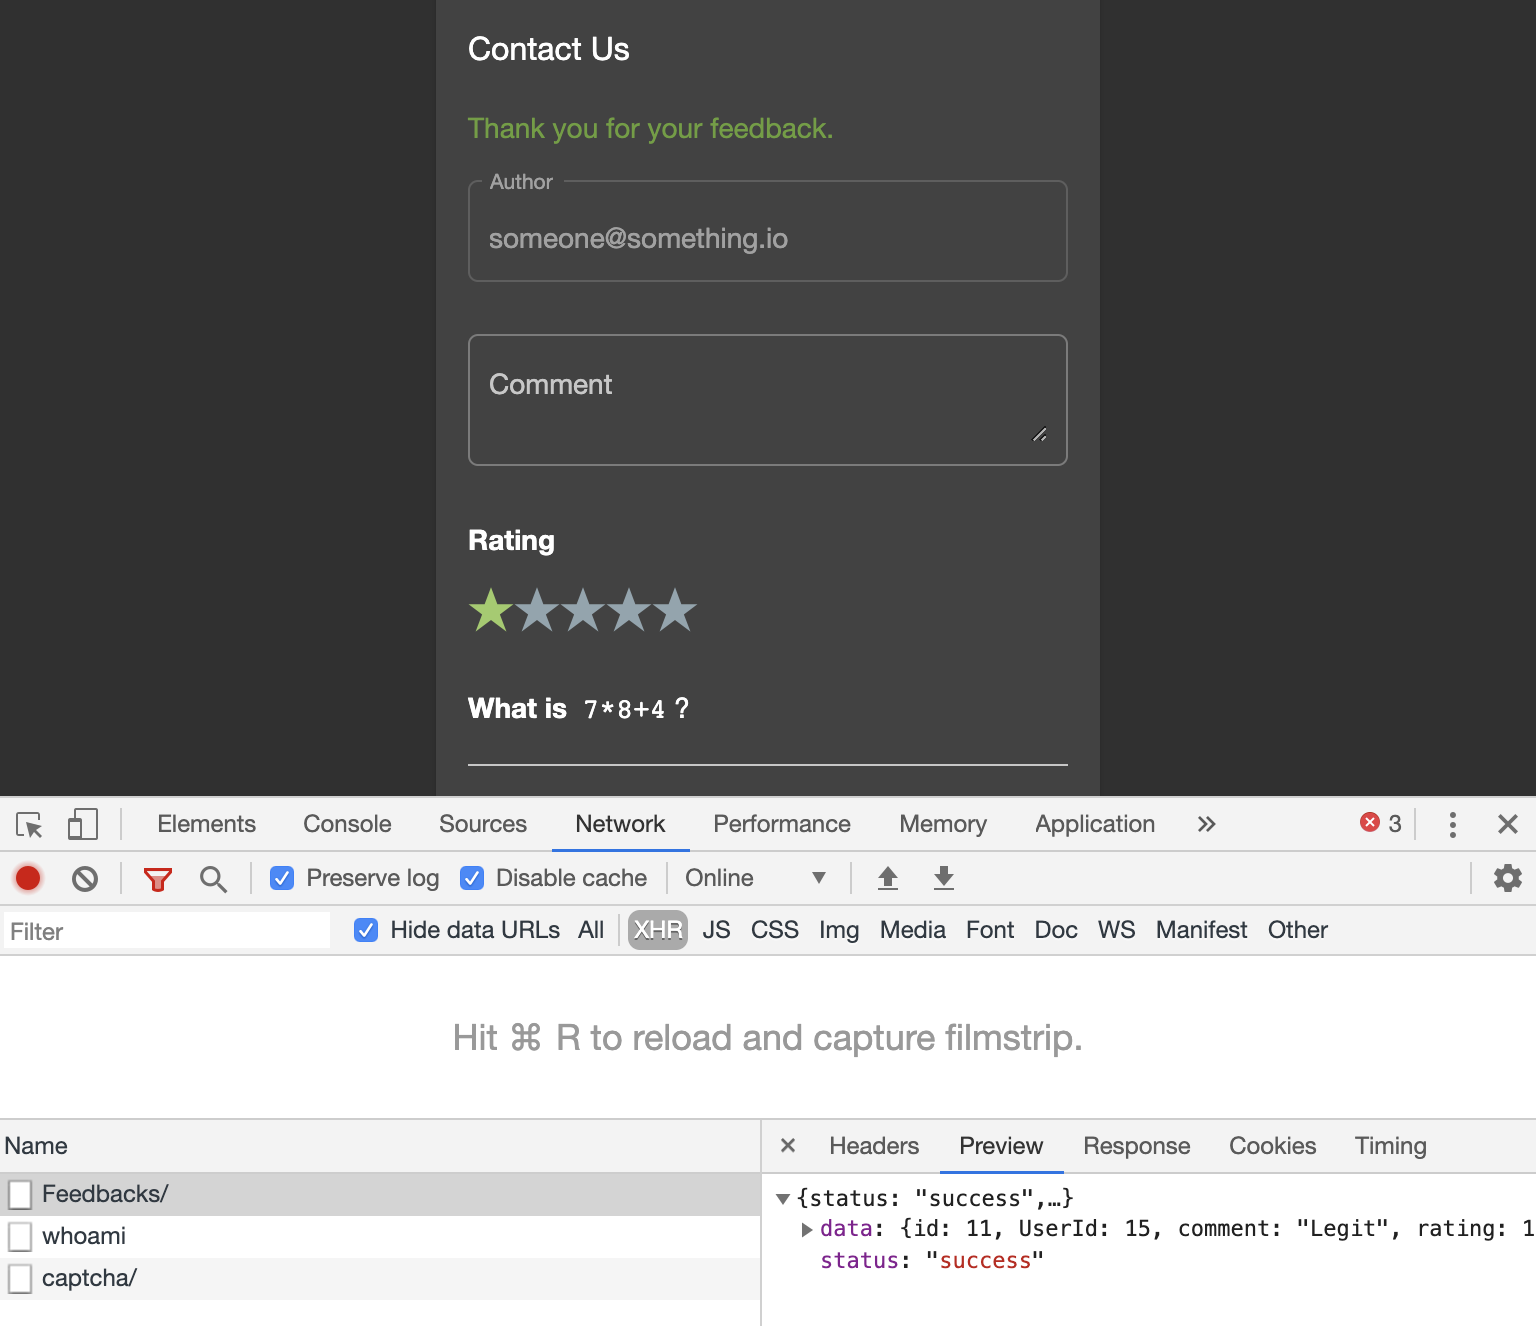 Contact Us
Thank you for your feedback.
Author
someone@something.io
Comment
Rating
What is 7*8+4 ?
Elements Console Sources Network Performance Memory Application » 3
Preserve log Disable cache Online
Filter Hide data URLs All XHR JS CSS Img Media Font Doc WS Manifest Other
Hit ⌘ R to reload and capture filmstrip.
Name
Feedbacks/
whoami
captcha/
Headers Preview Response Cookies Timing
{status: "success",…}
data: {id: 11, UserId: 15, comment: "Legit", rating: 1
status: "success"